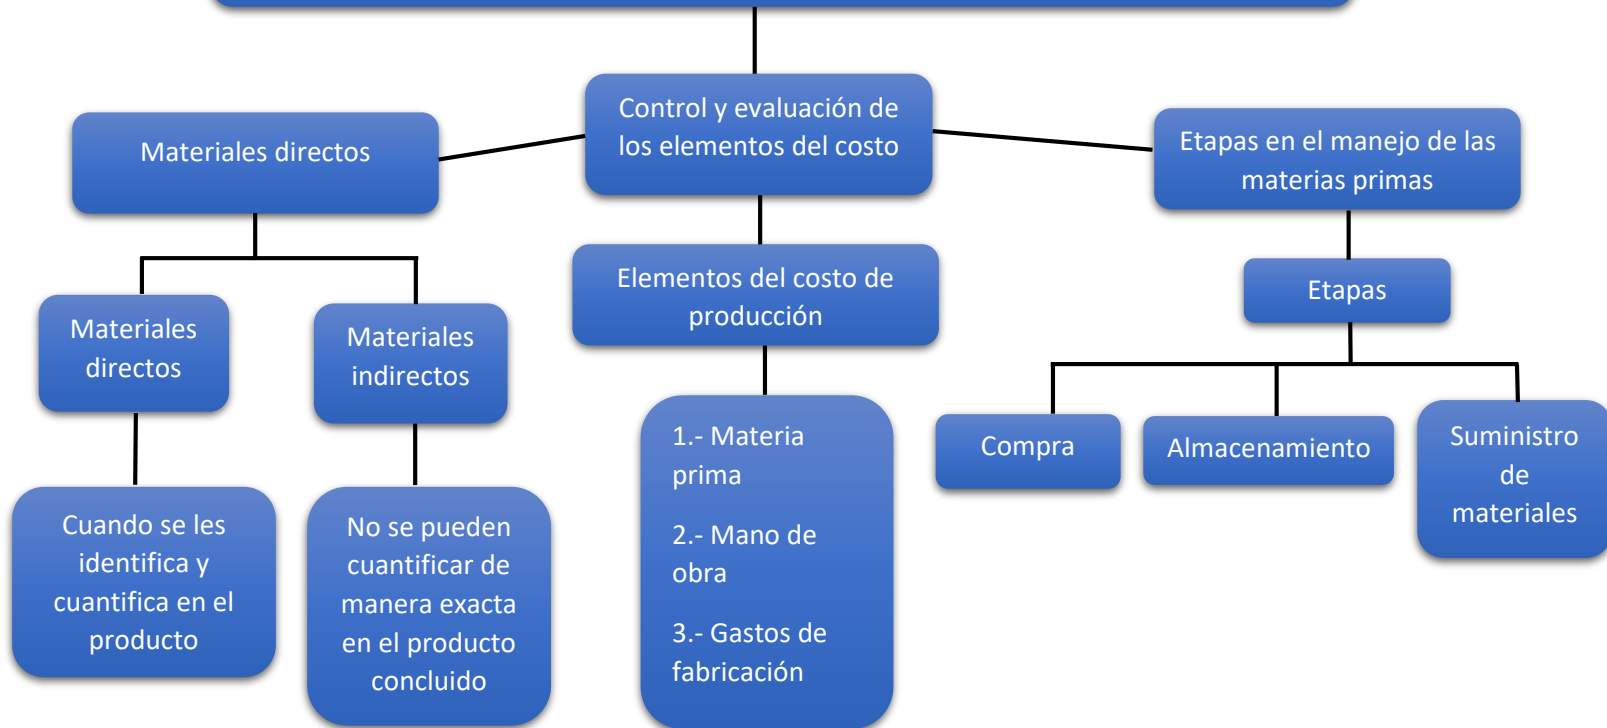 Control y evaluación de
los elementos del costo
Materiales directos
Etapas en el manejo de las
materias primas
Elementos del costo de
producción
Etapas
Materiales
directos
Materiales
indirectos
1.- Materia
prima
2.- Mano de
obra
3.- Gastos de
fabricación
Compra
Almacenamiento
Suministro
de
materiales
Cuando se les
identifica y
cuantifica en el
producto
No se pueden
cuantificar de
manera exacta
en el producto
concluido